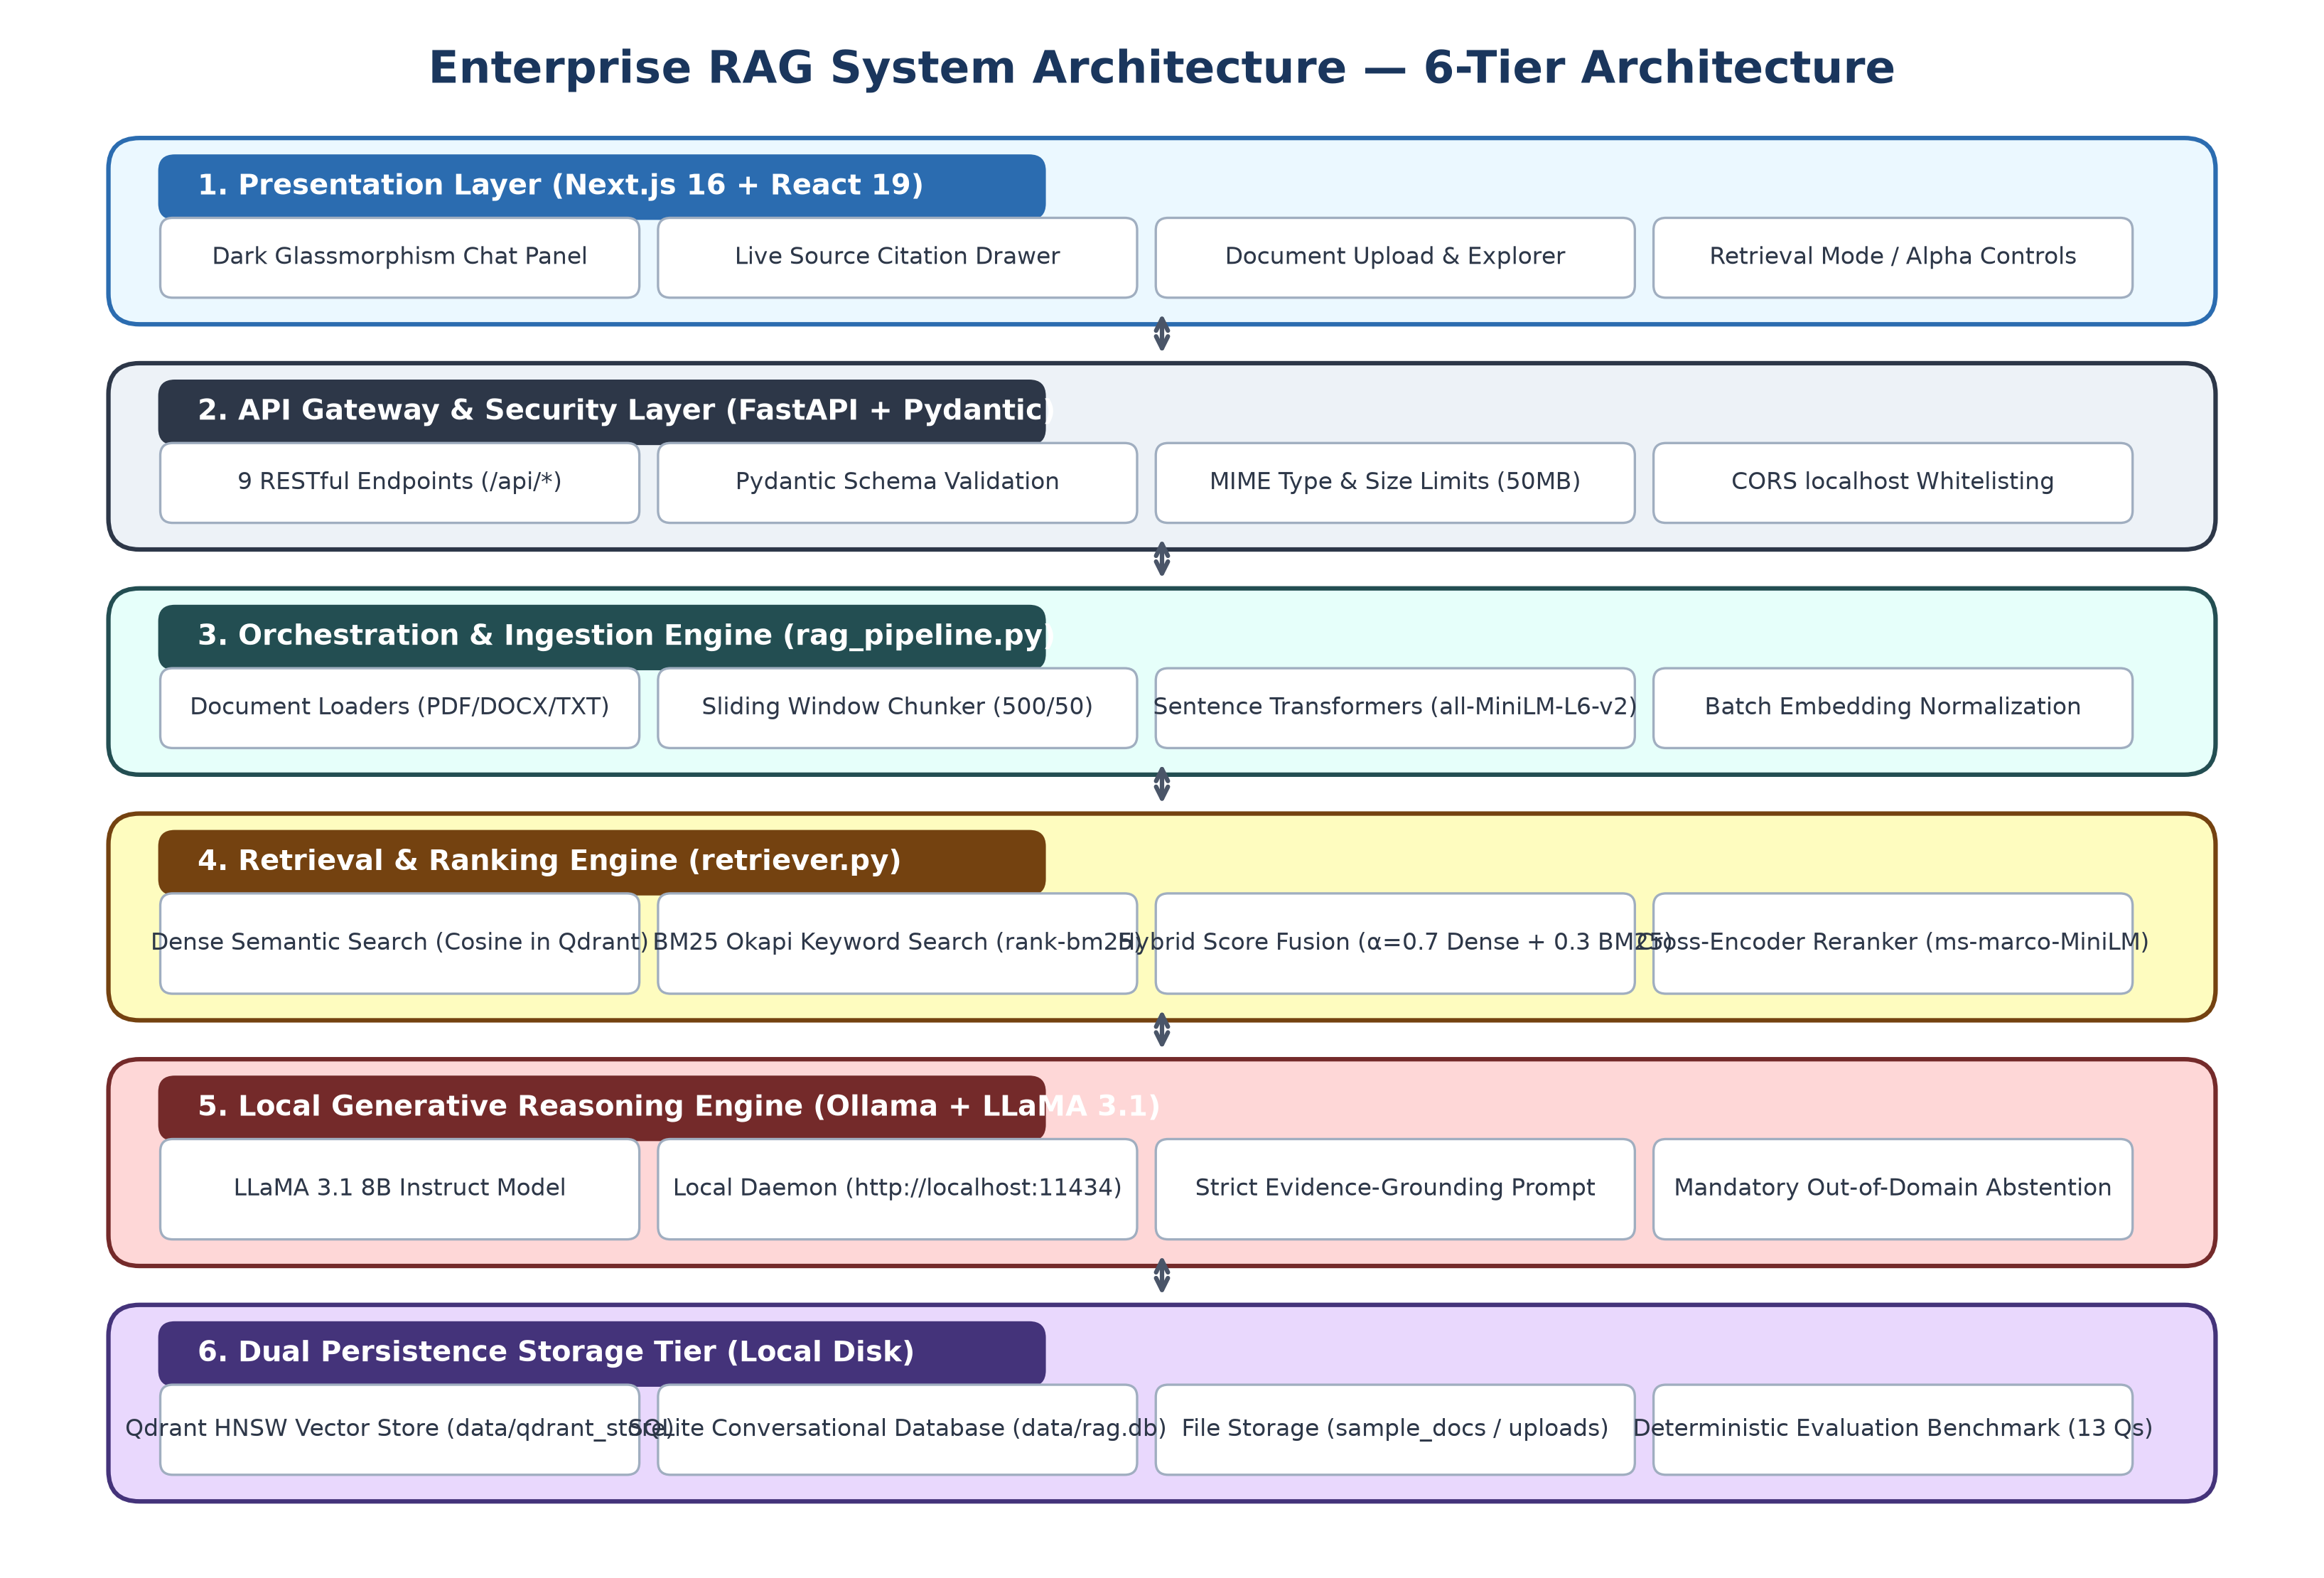 Enterprise RAG System Architecture — 6-Tier Architecture
1. Presentation Layer (Next.js 16 + React 19)
Dark Glassmorphism Chat Panel
Live Source Citation Drawer
Document Upload & Explorer
Retrieval Mode / Alpha Controls
2. API Gateway & Security Layer (FastAPI + Pydantic)
9 RESTful Endpoints (/api/*)
Pydantic Schema Validation
MIME Type & Size Limits (50MB)
CORS localhost Whitelisting
3. Orchestration & Ingestion Engine (rag_pipeline.py)
Document Loaders (PDF/DOCX/TXT)
Sliding Window Chunker (500/50)
Sentence Transformers (all-MiniLM-L6-v2)
Batch Embedding Normalization
4. Retrieval & Ranking Engine (retriever.py)
Dense Semantic Search (Cosine in Qdrant)
BM25 Okapi Keyword Search (rank-bm25)
Hybrid Score Fusion (α=0.7 Dense + 0.3 BM25)
Cross-Encoder Reranker (ms-marco-MiniLM)
5. Local Generative Reasoning Engine (Ollama + LLaMA 3.1)
LLaMA 3.1 8B Instruct Model
Local Daemon (http://localhost:11434)
Strict Evidence-Grounding Prompt
Mandatory Out-of-Domain Abstention
6. Dual Persistence Storage Tier (Local Disk)
Qdrant HNSW Vector Store (data/qdrant_store)
SQLite Conversational Database (data/rag.db)
File Storage (sample_docs / uploads)
Deterministic Evaluation Benchmark (13 Qs)